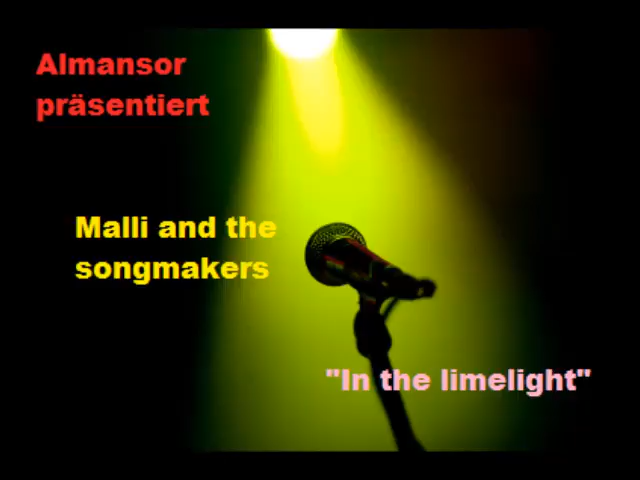 Almansor
präsentiert
Malli and the
songmakers
"In the limelight"